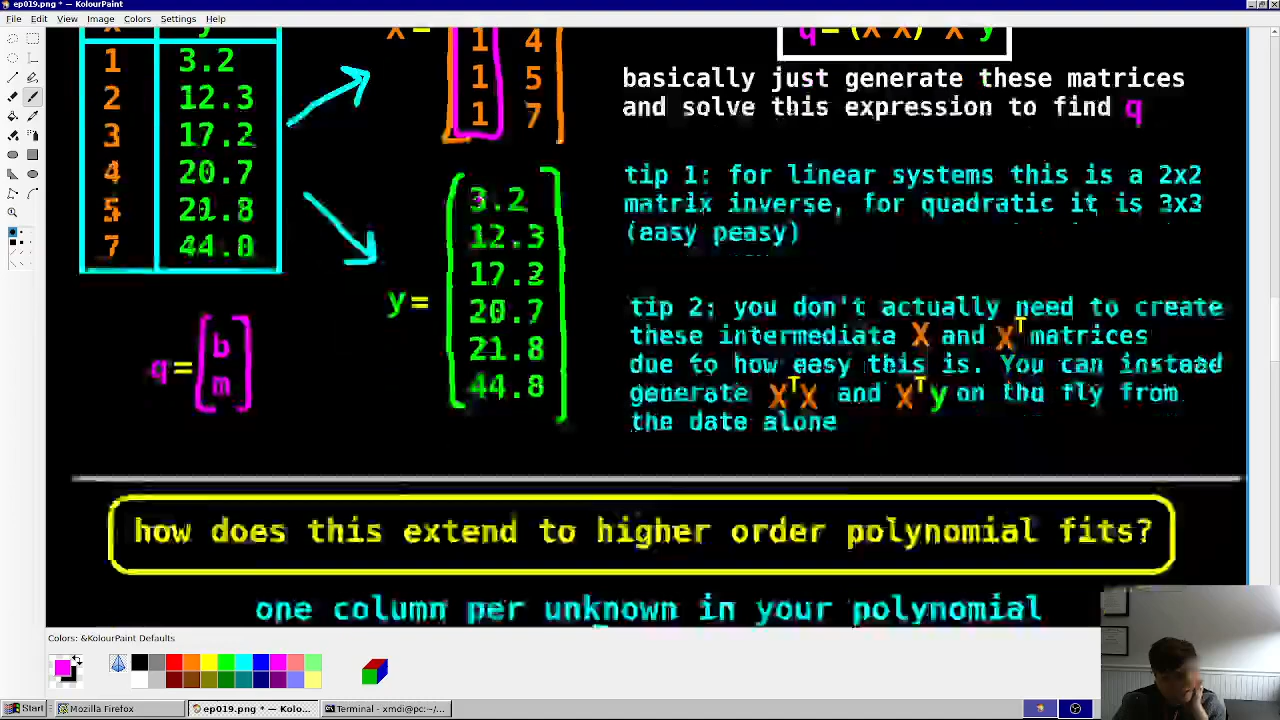 ep019.png * — KolourPaint
File Edit View Image Colors Settings Help
x y
1 3.2
2 12.3
3 17.2
4 20.7
5 21.8
7 44.8
X =
1 4
1 5
1 7
q = (X X) X y
basically just generate these matrices
and solve this expression to find q
tip 1: for linear systems this is a 2x2
matrix inverse, for quadratic it is 3x3
(easy peasy)
y=
3.2
12.3
17.2
20.7
21.8
44.8
q=
b
m
tip 2: you don't actually need to create
these intermediata X and Xᵀ matrices
due to how easy this is. You can instead
generate XᵀX and Xᵀy on the fly from
the date alone
how does this extend to higher order polynomial fits?
one column per unknown in your polynomial
Colors: &KolourPaint Defaults
Start
Mozilla Firefox
ep019.png * — Kolo...
Terminal - xmdi@pc:~/...